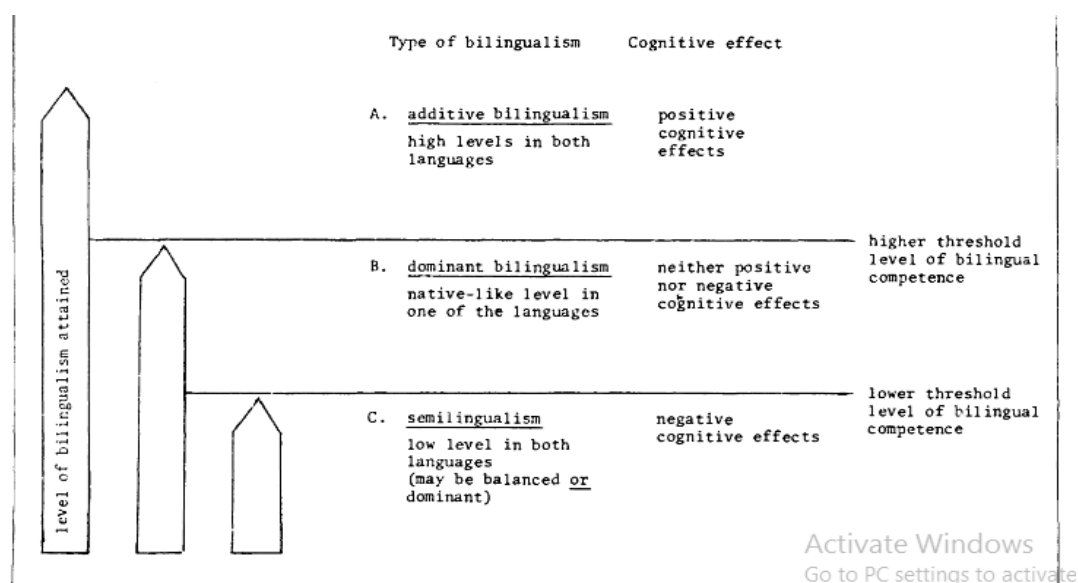 Type of bilingualism Cognitive effect
A. additive bilingualism
high levels in both
languages
positive
cognitive
effects
higher threshold
level of bilingual
competence
B. dominant bilingualism
native-like level in
one of the languages
neither positive
nor negative
cognitive effects
lower threshold
level of bilingual
competence
C. semilingualism
low level in both
languages
(may be balanced or
dominant)
negative
cognitive effects
level of bilingualism attained
Activate Windows
Go to PC settings to activate